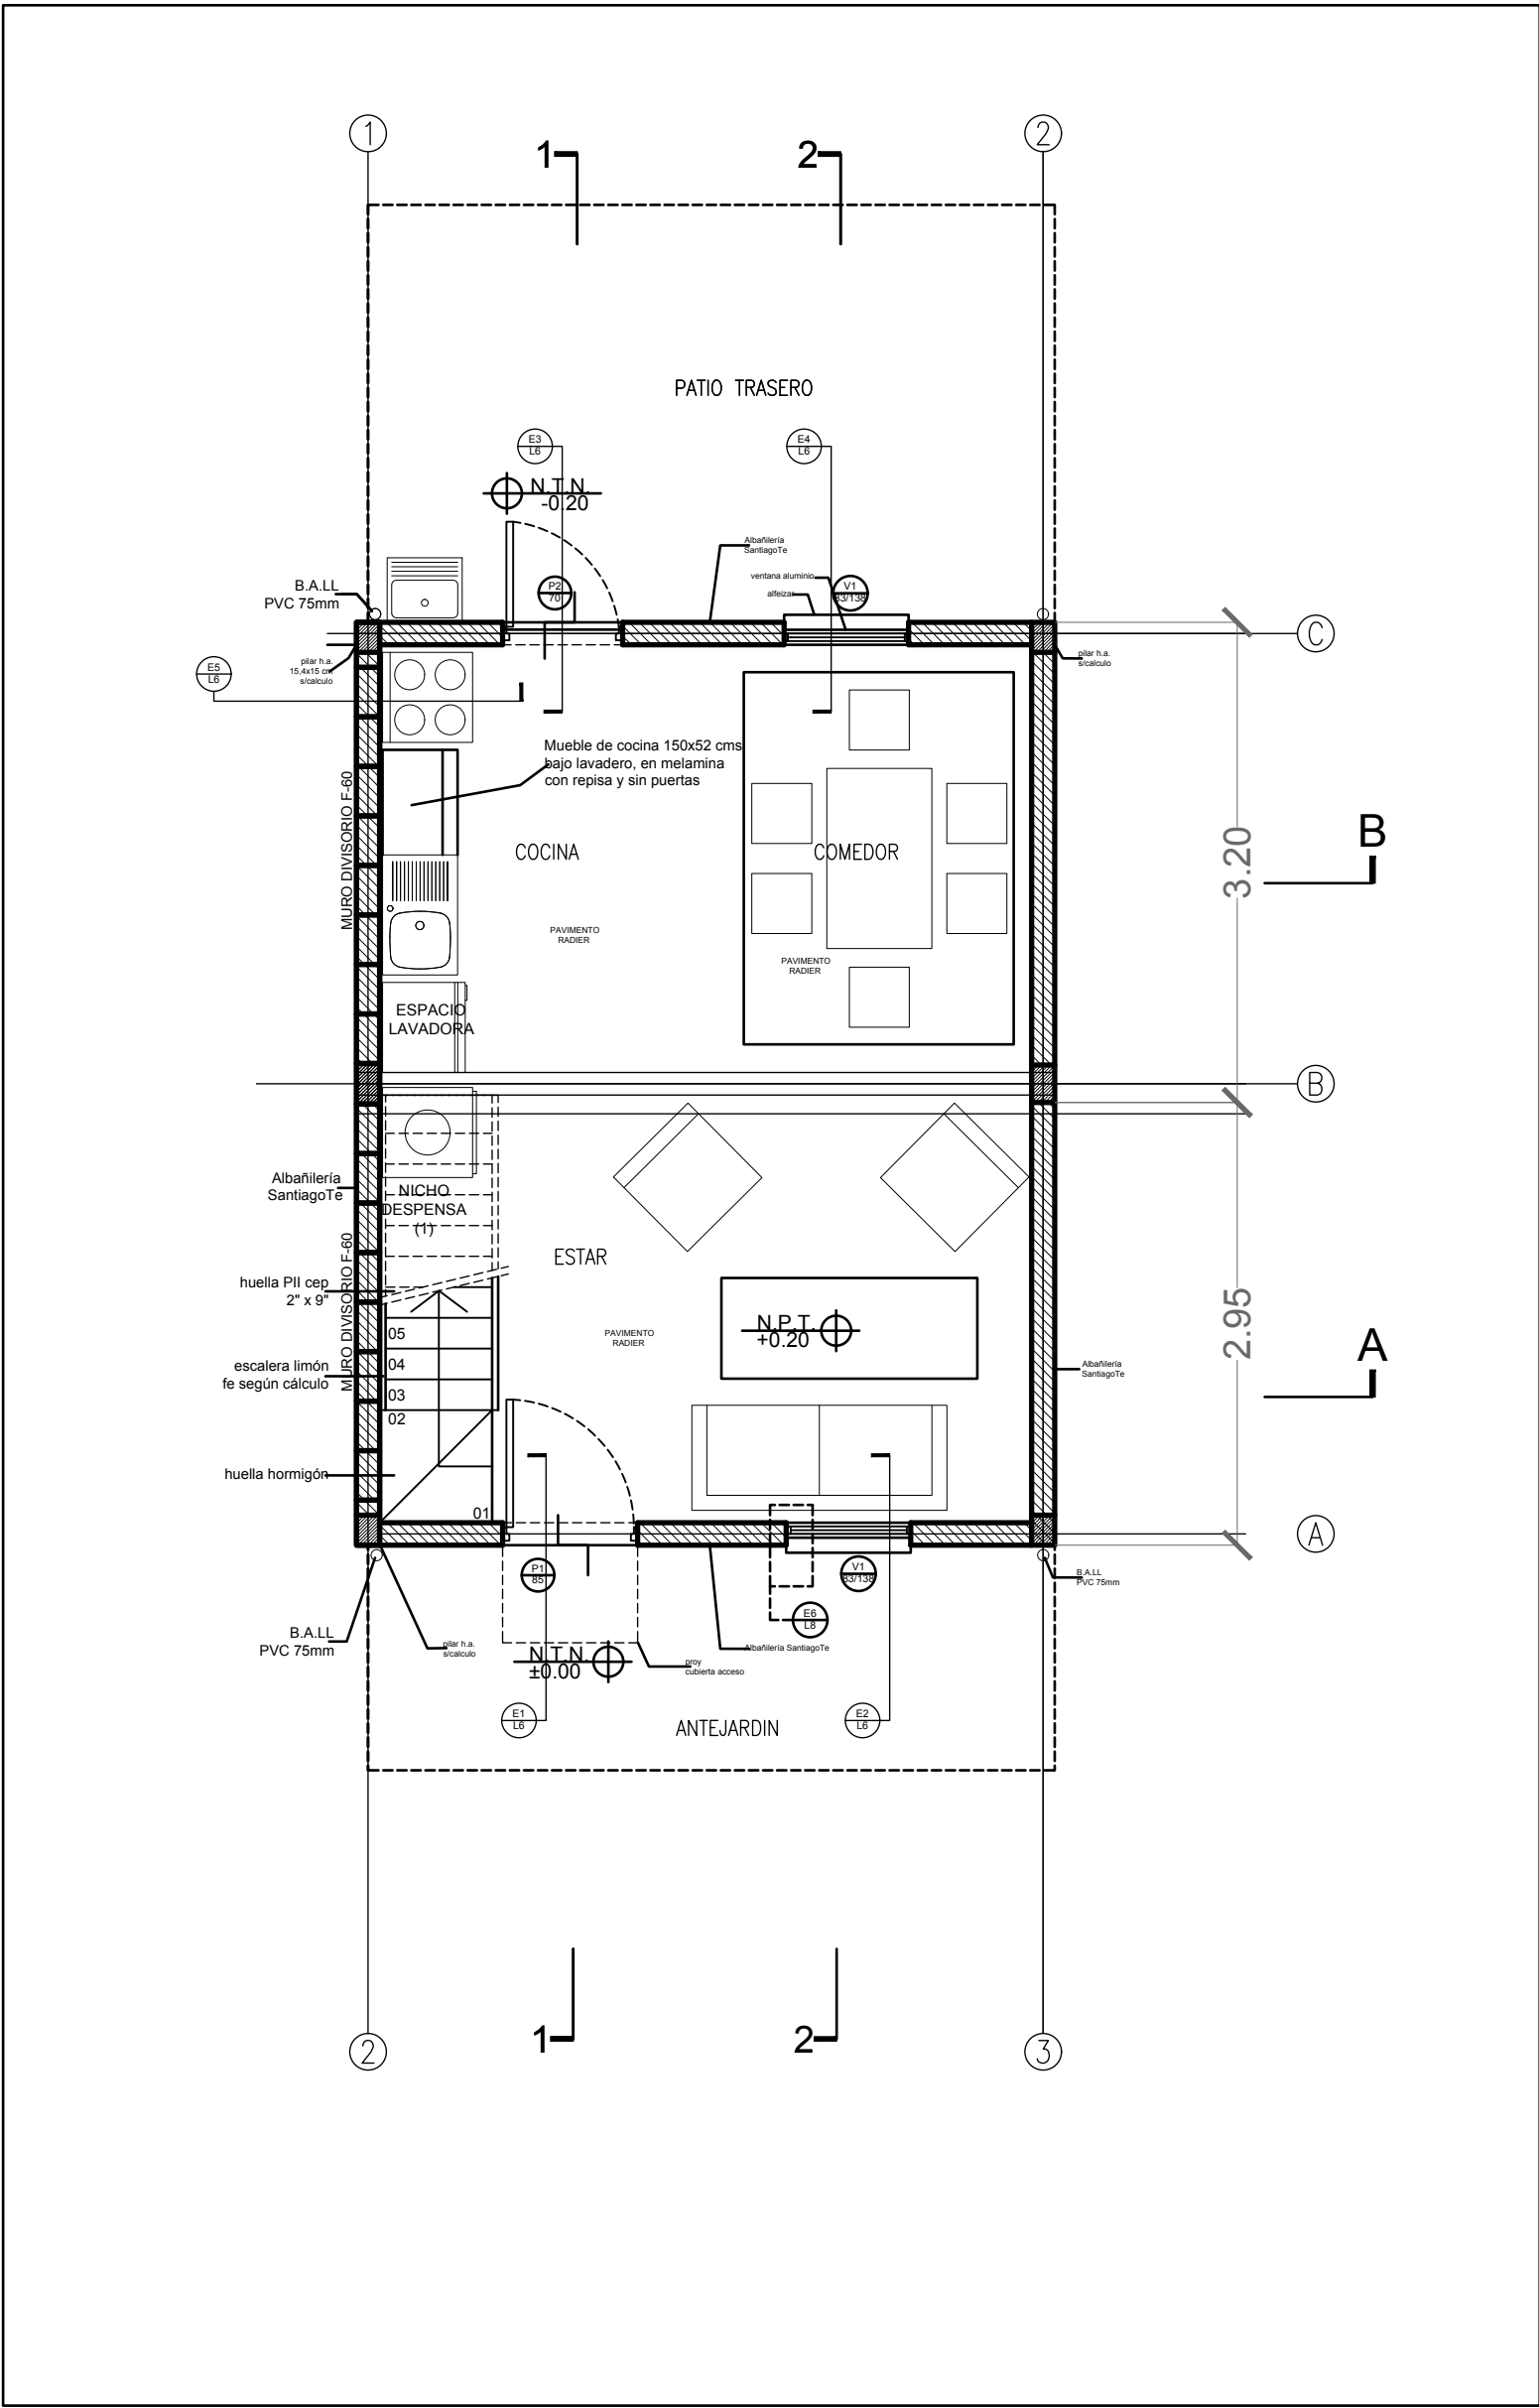 1
2
1
2
PATIO TRASERO
E3
L6
E4
L6
N.T.N.
-0.20
Albañilería
SantiagoTe
ventana aluminio
alfeizar
P2
70
V1
83/138
B.A.LL
PVC 75mm
C
pilar h.a.
15,4x15 cm
s/calculo
pilar h.a.
s/calculo
E5
L6
Mueble de cocina 150x52 cms
bajo lavadero, en melamina
con repisa y sin puertas
MURO DIVISORIO F-60
COCINA
COMEDOR
3.20
B
PAVIMENTO
RADIER
PAVIMENTO
RADIER
ESPACIO
LAVADORA
B
Albañilería
SantiagoTe
NICHO
DESPENSA
(1)
ESTAR
MURO DIVISORIO F-60
huella PII cep
2" x 9"
N.P.T.
+0.20
2.95
A
PAVIMENTO
RADIER
05
04
03
02
01
escalera limón
fe según cálculo
Albañilería
SantiagoTe
huella hormigón
A
P1
85
V1
83/138
B.A.LL
PVC 75mm
E6
L8
B.A.LL
PVC 75mm
pilar h.a.
s/calculo
N.T.N.
±0.00
Albañilería SantiagoTe
proy
cubierta acceso
E1
L6
E2
L6
ANTEJARDIN
1
2
2
3